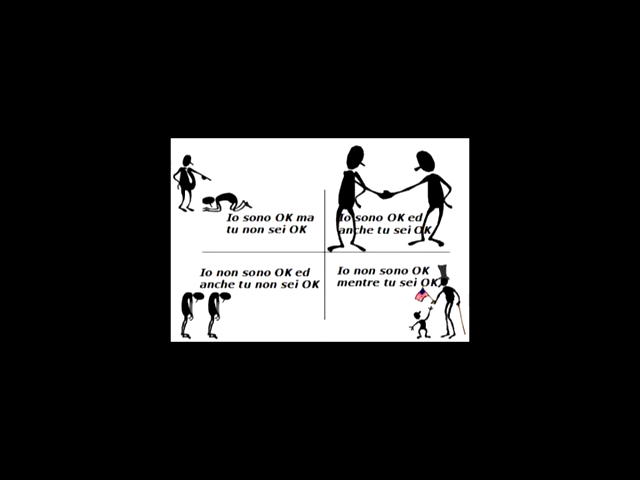 Io sono OK ma
tu non sei OK
Io sono OK ed
anche tu sei OK
Io non sono OK ed
anche tu non sei OK
Io non sono OK
mentre tu sei OK